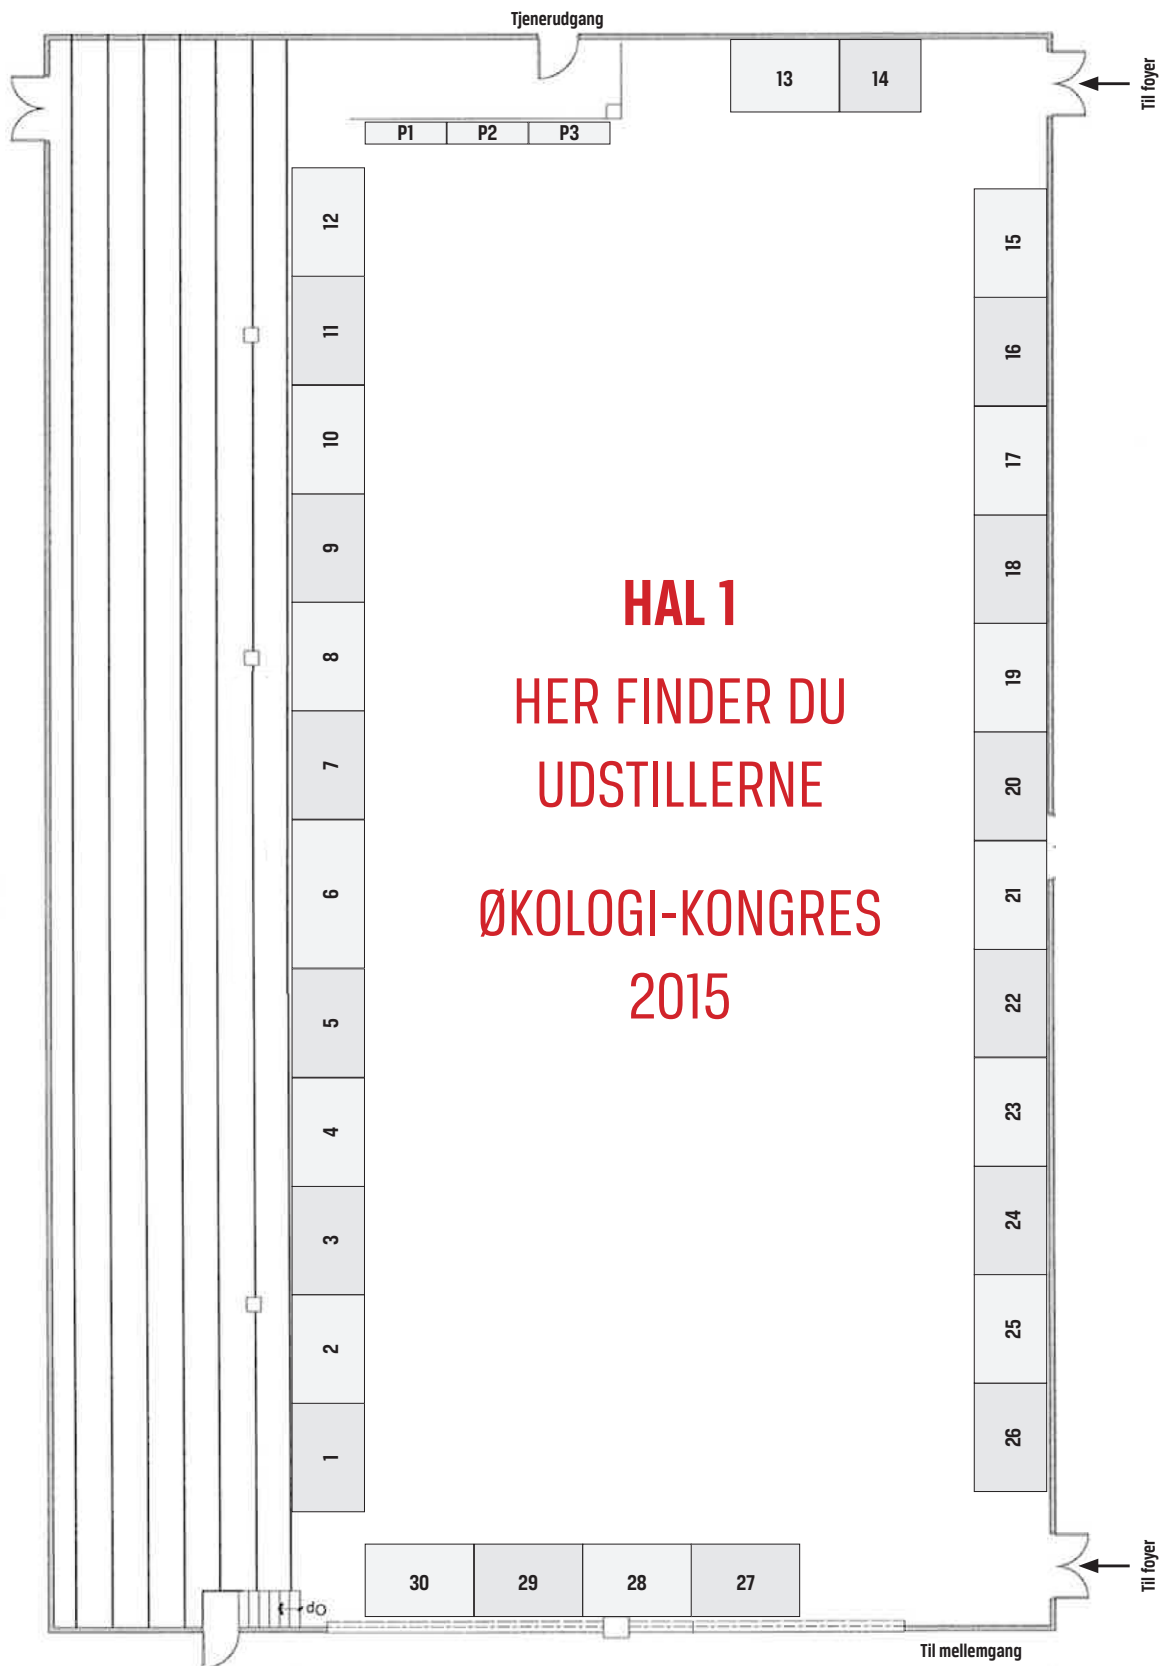 Tjenerudgang
13
14
Til foyer
P1
P2
P3
12
11
10
9
8
7
6
5
4
3
2
1
15
16
17
18
19
20
21
22
23
24
25
26
HAL 1
HER FINDER DU
UDSTILLERNE
ØKOLOGI-KONGRES
2015
30
29
28
27
Op
Til foyer
Til mellemgang